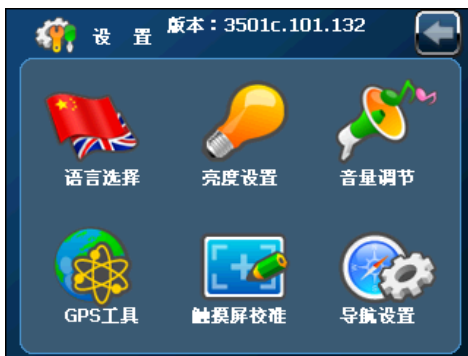 设 置 版本：3501c.101.132
语言选择 亮度设置 音量调节
GPS工具 触摸屏校准 导航设置